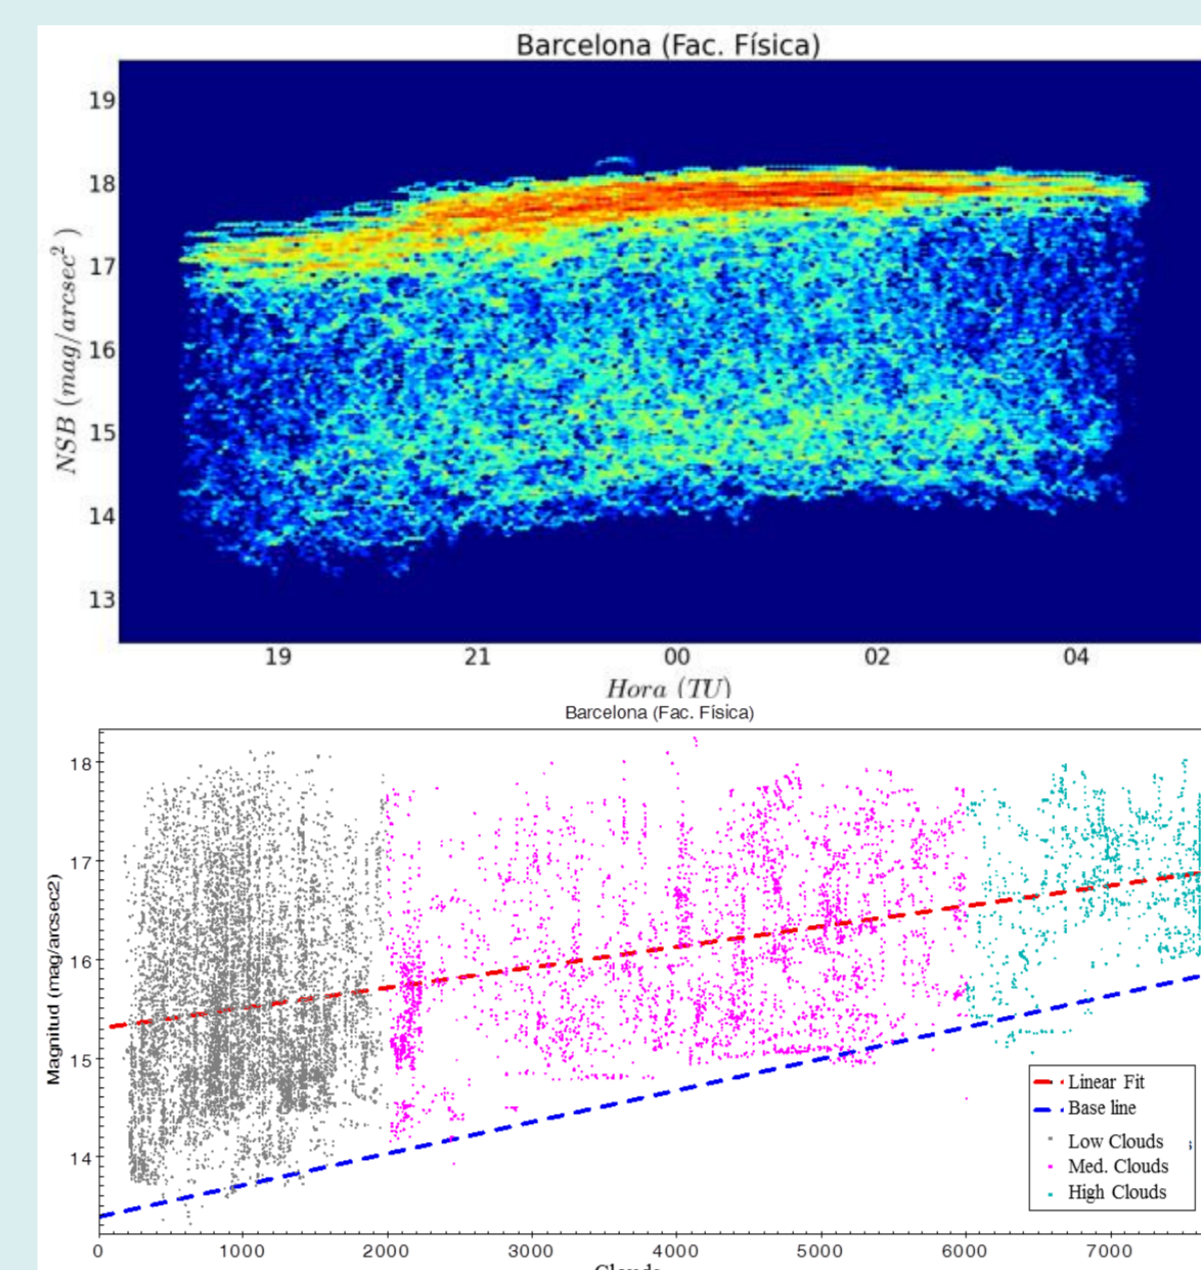 Barcelona (Fac. Física)
19
18
17
16
15
14
13
NSB (mag/arcsec²)
19 21 00 02 04
Hora (TU)
Barcelona (Fac. Física)
18
17
16
15
14
Magnitud (mag/arcsec2)
Linear Fit
Base line
Low Clouds
Med. Clouds
High Clouds
0 1000 2000 3000 4000 5000 6000 7000
Clouds